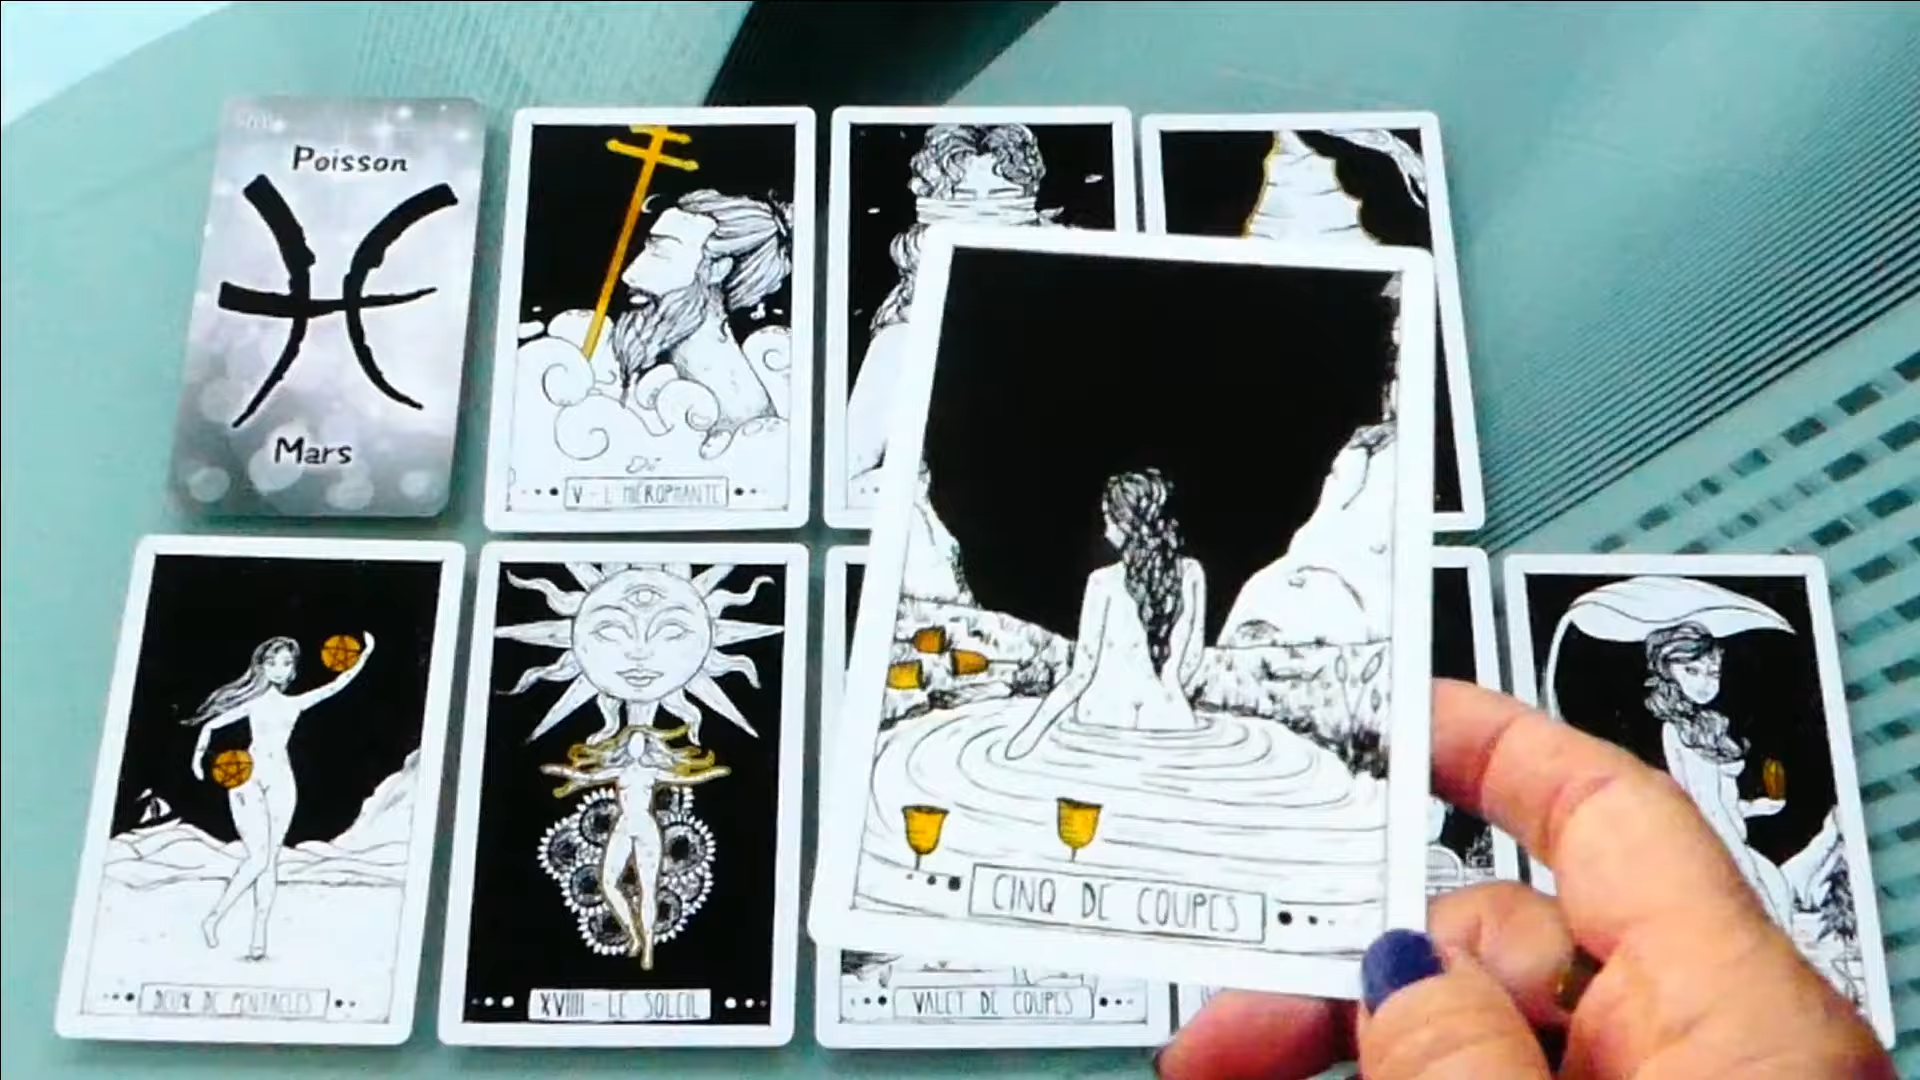 Poisson
Mars
V - L'HIÉROPHANTE
CINQ DE COUPES
DEUX DE PENTACLES
XVIIII - LE SOLEIL
VALET DE COUPES